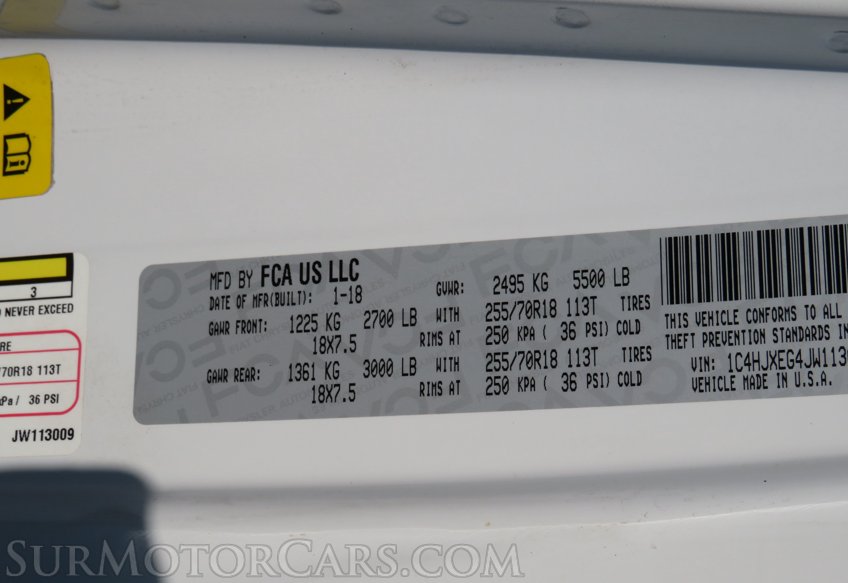 3
D NEVER EXCEED
RE
/70R18 113T
kPa / 36 PSI
JW113009
MFD BY FCA US LLC
DATE OF MFR(BUILT): 1-18
GVWR: 2495 KG 5500 LB
GAWR FRONT: 1225 KG 2700 LB WITH 255/70R18 113T TIRES
18X7.5 RIMS AT 250 KPA ( 36 PSI) COLD
GAWR REAR: 1361 KG 3000 LB WITH 255/70R18 113T TIRES
18X7.5 RIMS AT 250 KPA ( 36 PSI) COLD
THIS VEHICLE CONFORMS TO ALL
THEFT PREVENTION STANDARDS IN
VIN: 1C4HJXEG4JW113
VEHICLE MADE IN U.S.A.
SurMotorCars.com